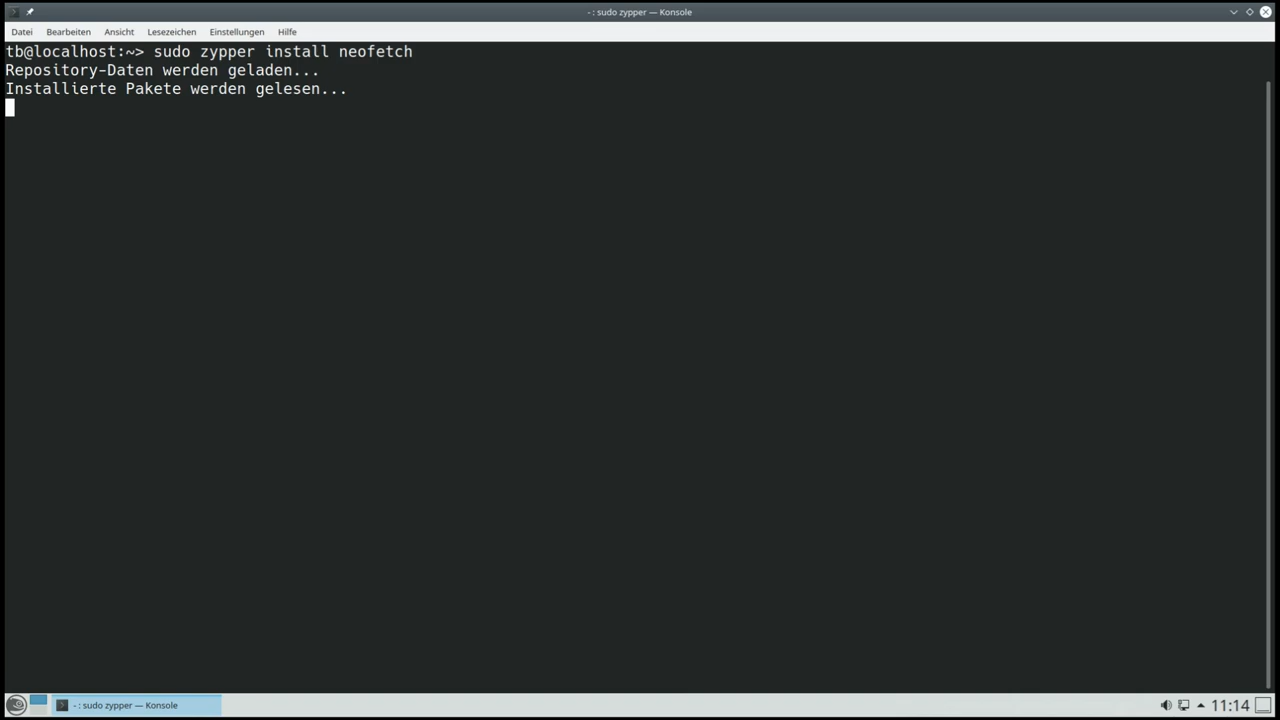 - : sudo zypper — Konsole
Datei Bearbeiten Ansicht Lesezeichen Einstellungen Hilfe
tb@localhost:~> sudo zypper install neofetch
Repository-Daten werden geladen...
Installierte Pakete werden gelesen...
- : sudo zypper — Konsole
11:14